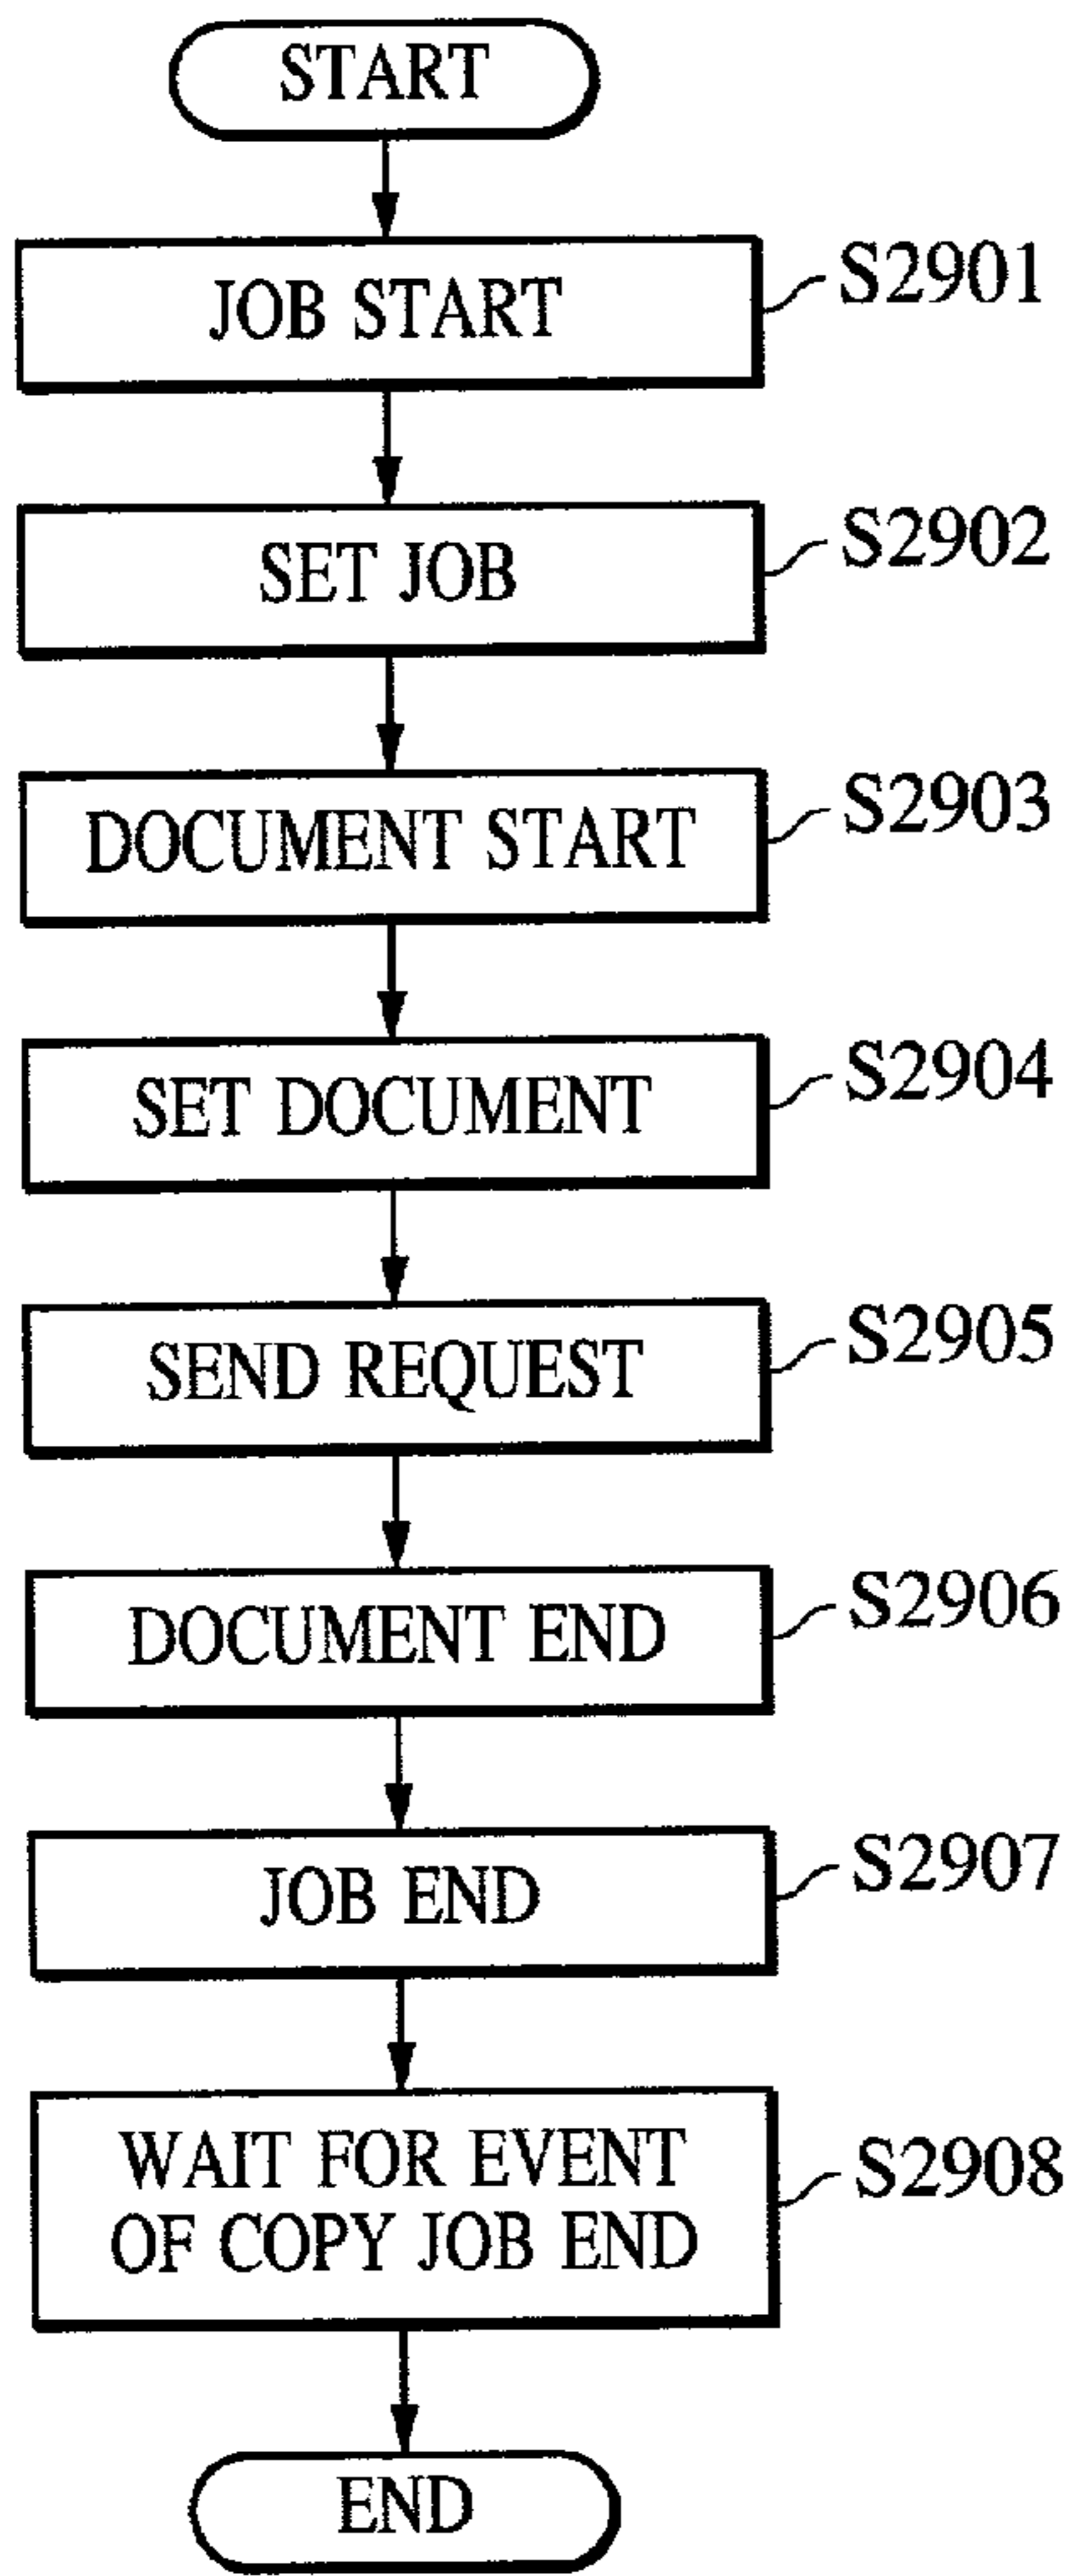 START
JOB START
S2901
SET JOB
S2902
DOCUMENT START
S2903
SET DOCUMENT
S2904
SEND REQUEST
S2905
DOCUMENT END
S2906
JOB END
S2907
WAIT FOR EVENT
OF COPY JOB END
S2908
END